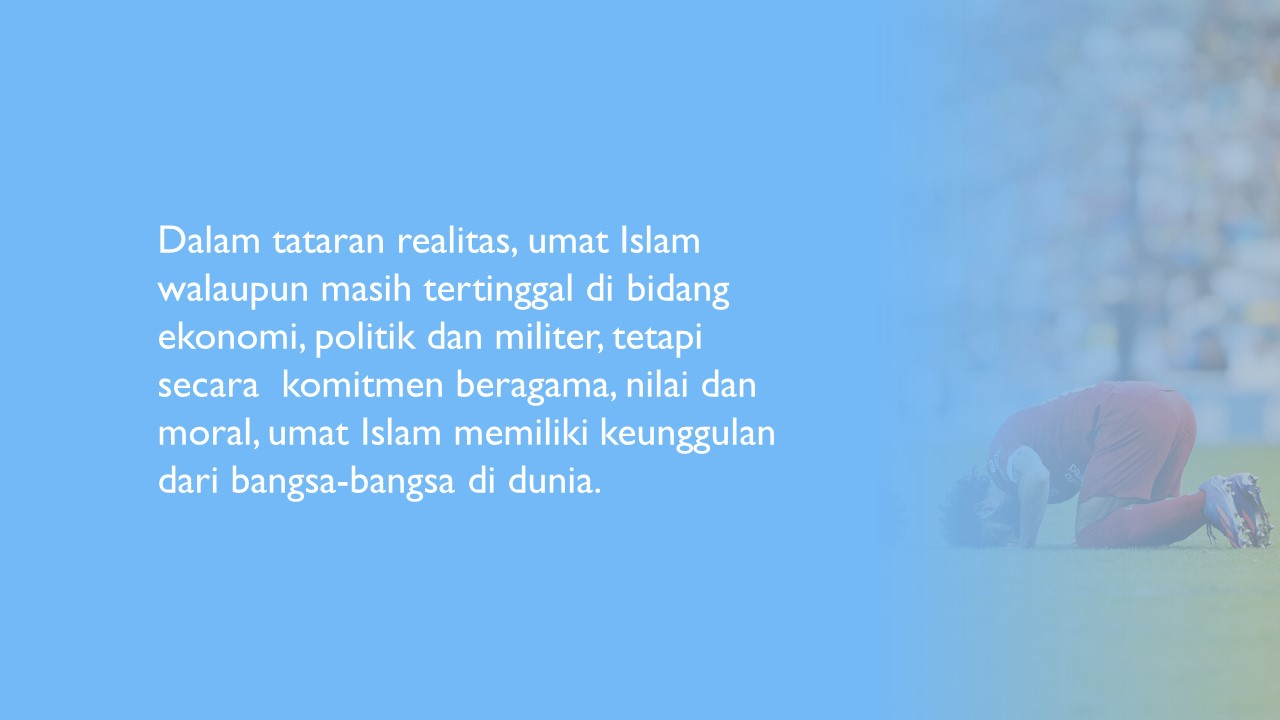 Dalam tataran realitas, umat Islam
walaupun masih tertinggal di bidang
ekonomi, politik dan militer, tetapi
secara  komitmen beragama, nilai dan
moral, umat Islam memiliki keunggulan
dari bangsa-bangsa di dunia.